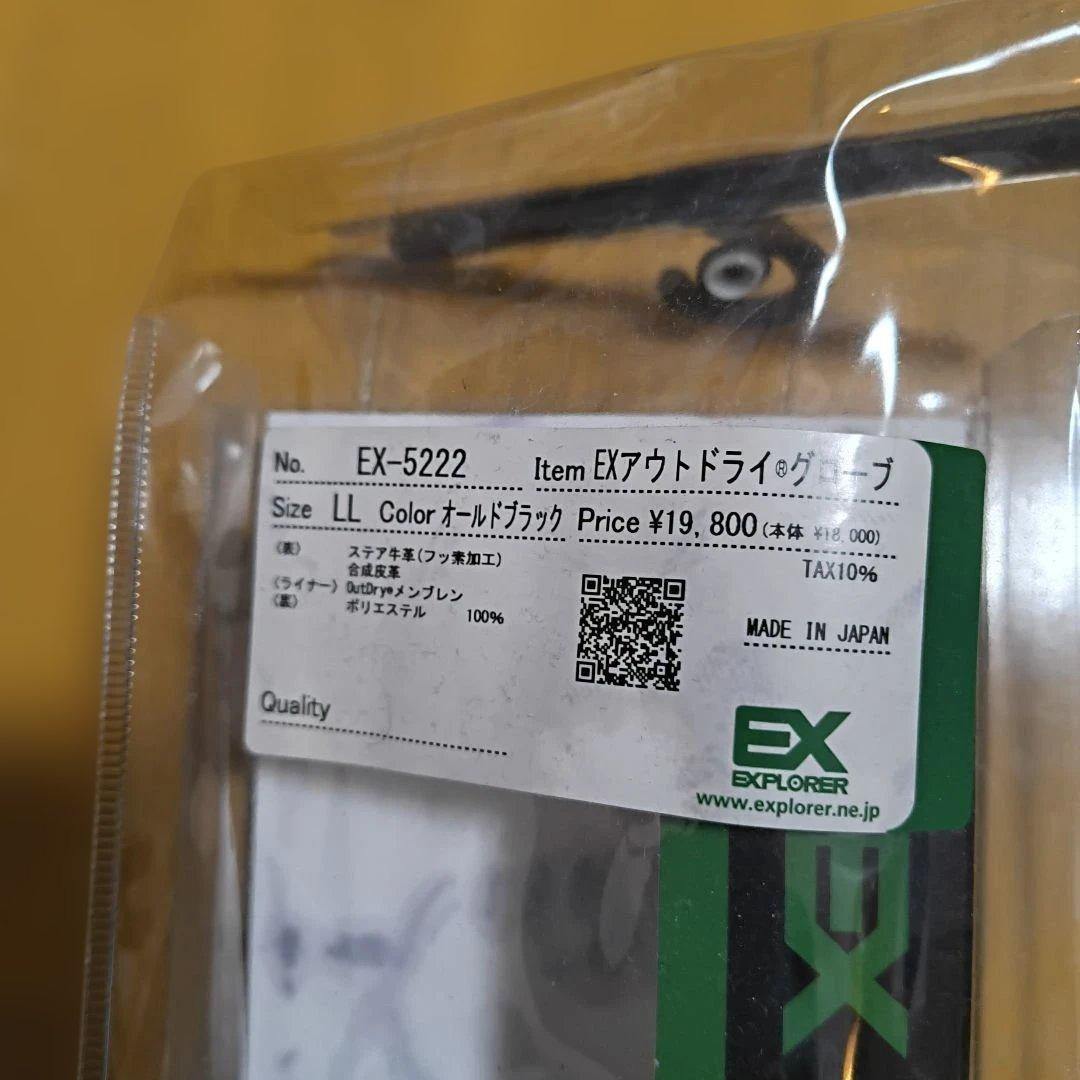 No. EX-5222 Item EXアウトドライ®グローブ
Size LL Color オールドブラック Price ¥19,800(本体 ¥18,000)
TAX10%
(表) ステア牛革(フッ素加工)
合成皮革
(ライナー) OutDry®メンブレン
(裏) ポリエステル 100%
MADE IN JAPAN
Quality
EX
EXPLORER
www.explorer.ne.jp
EX